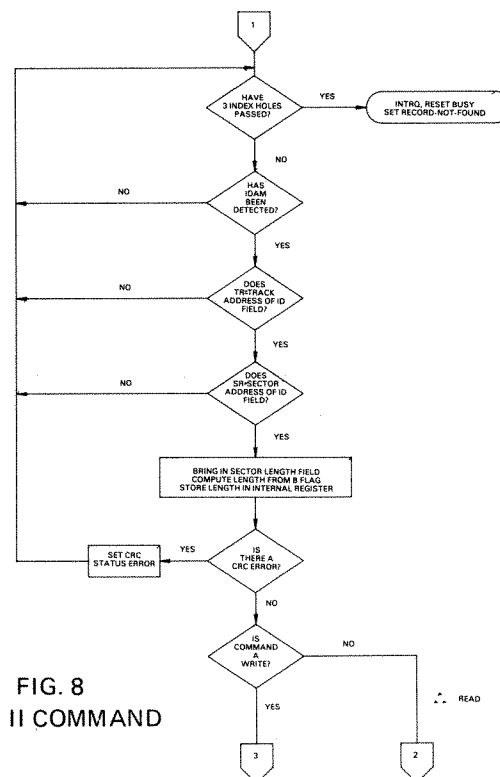 1
HAVE
3 INDEX HOLES
PASSED?
YES
INTRQ, RESET BUSY
SET RECORD-NOT-FOUND
NO
HAS
IDAM
BEEN
DETECTED?
NO
YES
DOES
TR=TRACK
ADDRESS OF ID
FIELD?
NO
YES
DOES
SR=SECTOR
ADDRESS OF ID
FIELD?
NO
YES
BRING IN SECTOR LENGTH FIELD
COMPUTE LENGTH FROM B FLAG
STORE LENGTH IN INTERNAL REGISTER
IS
THERE A
CRC ERROR?
YES
SET CRC
STATUS ERROR
NO
IS
COMMAND
A
WRITE?
NO
YES
∴ READ
FIG. 8
II COMMAND
3
2